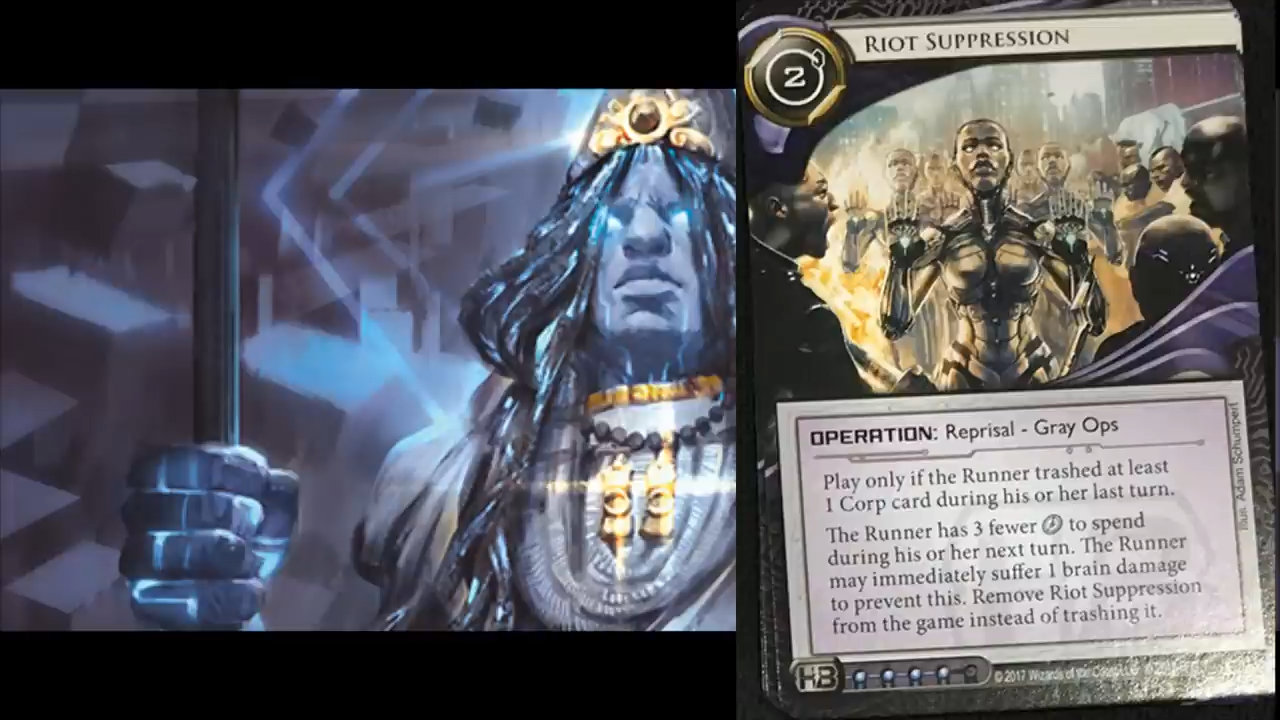 2
RIOT SUPPRESSION
OPERATION: Reprisal - Gray Ops
Play only if the Runner trashed at least
1 Corp card during his or her last turn.
The Runner has 3 fewer to spend
during his or her next turn. The Runner
may immediately suffer 1 brain damage
to prevent this. Remove Riot Suppression
from the game instead of trashing it.
Illus. Adam Schumpert
HB
© 2017 Wizards of the